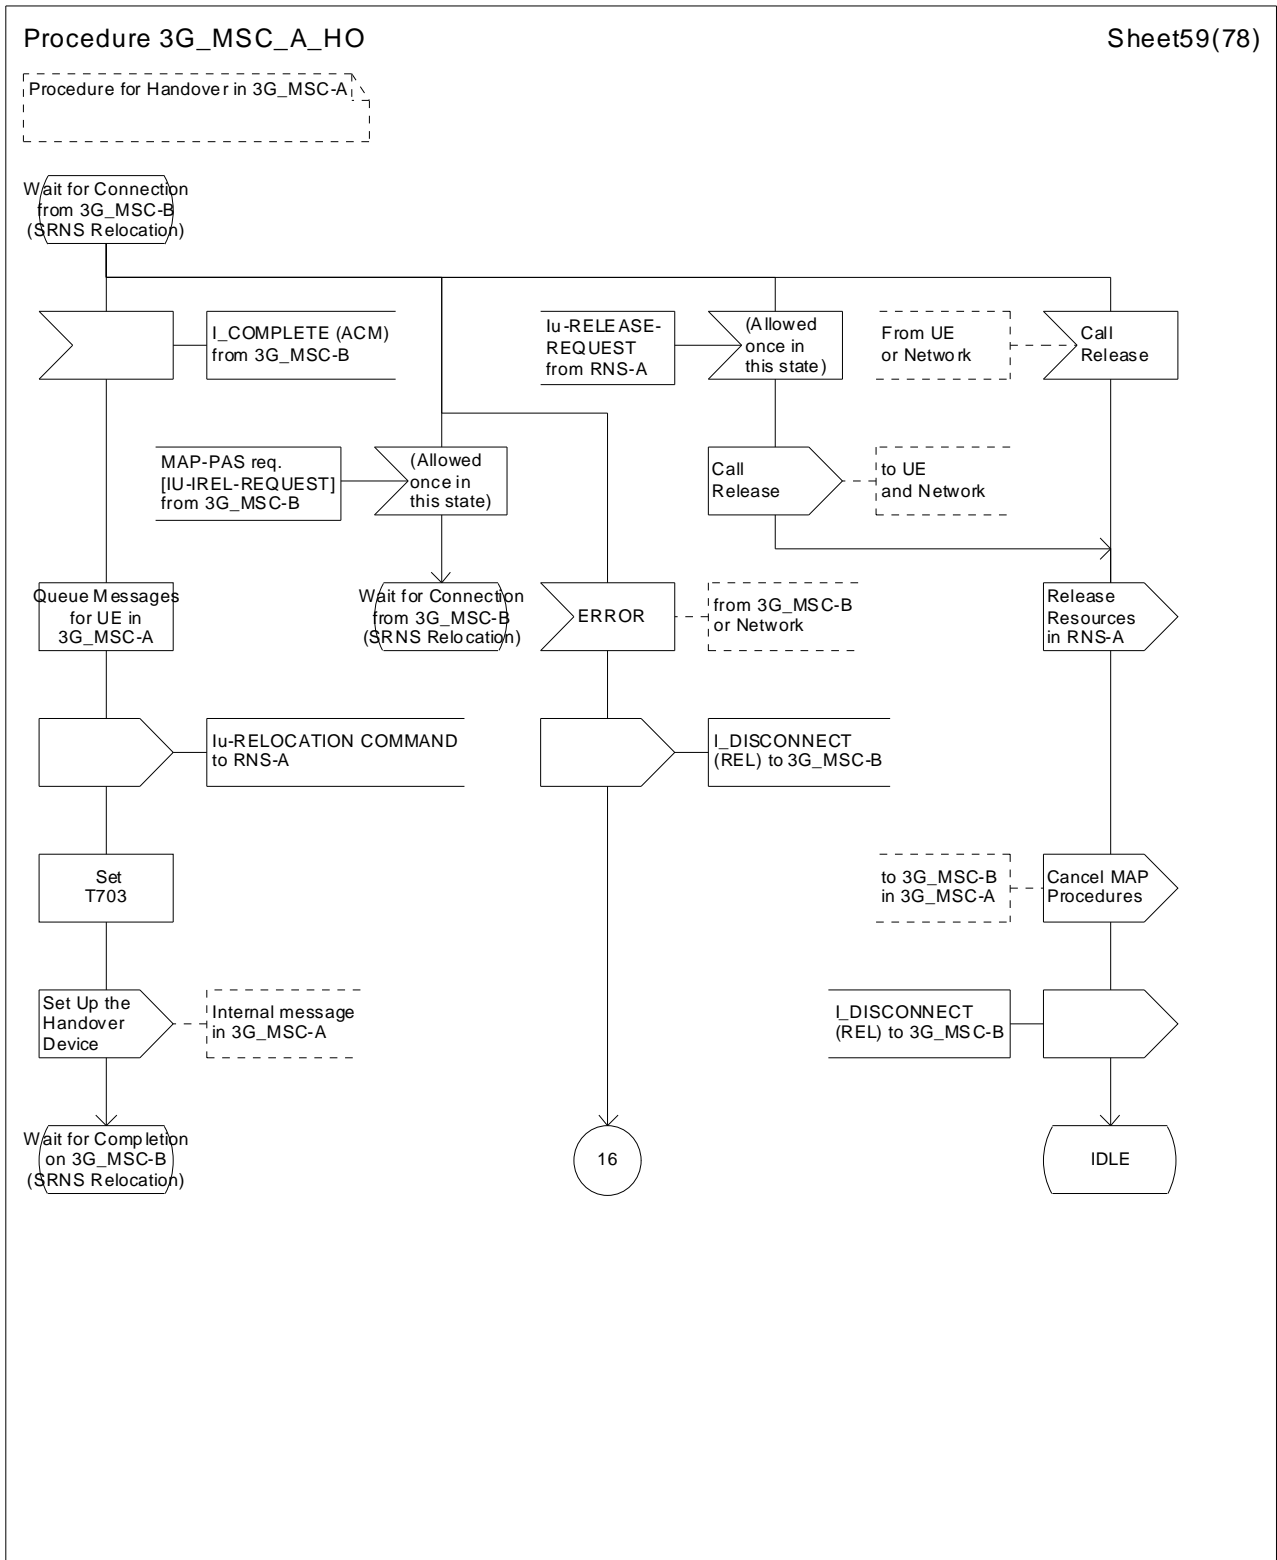 Procedure 3G_MSC_A_HO
Sheet59(78)
Procedure for Handover in 3G_MSC-A
Wait for Connection
from 3G_MSC-B
(SRNS Relocation)
I_COMPLETE (ACM)
from 3G_MSC-B
Iu-RELEASE-
REQUEST
from RNS-A
(Allowed
once in
this state)
From UE
or Network
Call
Release
MAP-PAS req.
[IU-IREL-REQUEST]
from 3G_MSC-B
(Allowed
once in
this state)
Call
Release
to UE
and Network
Queue Messages
for UE in
3G_MSC-A
Wait for Connection
from 3G_MSC-B
(SRNS Relocation)
ERROR
from 3G_MSC-B
or Network
Release
Resources
in RNS-A
Iu-RELOCATION COMMAND
to RNS-A
I_DISCONNECT
(REL) to 3G_MSC-B
Set
T703
to 3G_MSC-B
in 3G_MSC-A
Cancel MAP
Procedures
Set Up the
Handover
Device
Internal message
in 3G_MSC-A
I_DISCONNECT
(REL) to 3G_MSC-B
Wait for Completion
on 3G_MSC-B
(SRNS Relocation)
16
IDLE